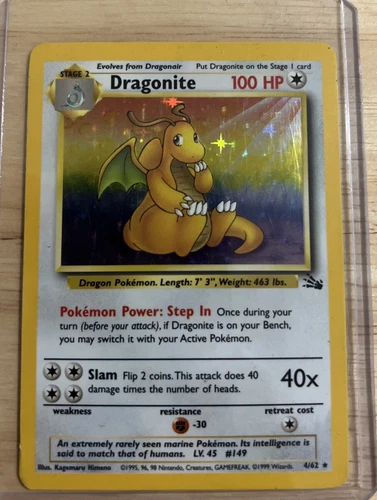 Evolves from Dragonair Put Dragonite on the Stage 1 card
STAGE 2
Dragonite 100 HP
Dragon Pokémon. Length: 7' 3", Weight: 463 lbs.
Pokémon Power: Step In Once during your
turn (before your attack), if Dragonite is on your Bench,
you may switch it with your Active Pokémon.
Slam Flip 2 coins. This attack does 40
damage times the number of heads.
40x
weakness resistance retreat cost
-30
An extremely rarely seen marine Pokémon. Its intelligence is
said to match that of humans. LV. 45 #149
Illus. Kagemaru Himeno ©1995, 96, 98 Nintendo, Creatures, GAMEFREAK. ©1999 Wizards. 4/62